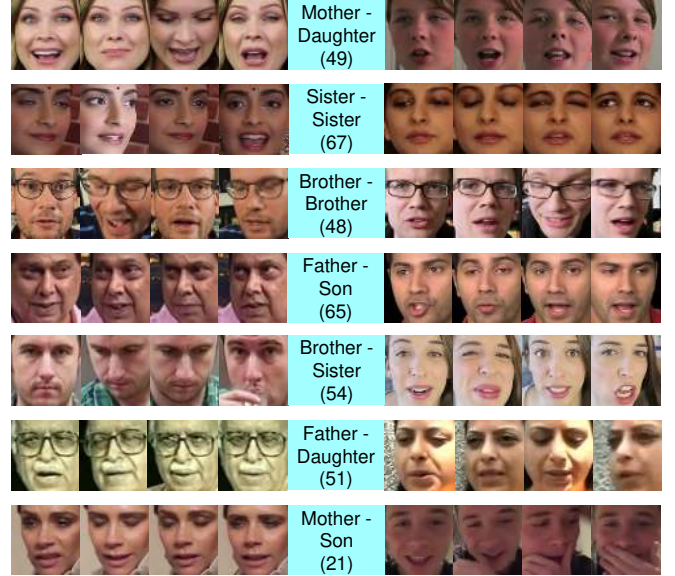 Mother -
Daughter
(49)
Sister -
Sister
(67)
Brother -
Brother
(48)
Father -
Son
(65)
Brother -
Sister
(54)
Father -
Daughter
(51)
Mother -
Son
(21)